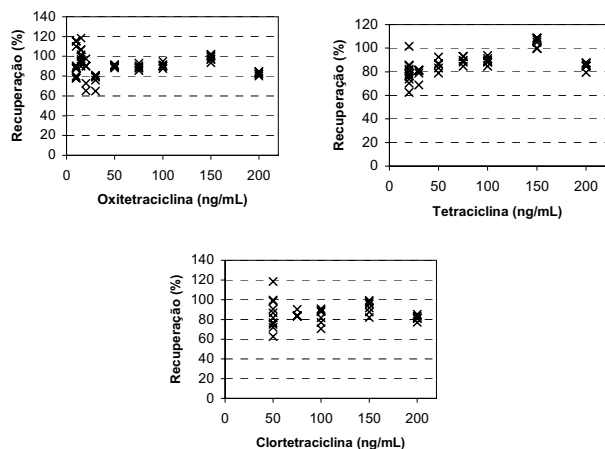 Recuperação (%)
140
120
100
80
60
40
20
0
0 50 100 150 200
Oxitetraciclina (ng/mL)
Recuperação (%)
120
100
80
60
40
20
0
0 50 100 150 200
Tetraciclina (ng/mL)
Recuperação (%)
140
120
100
80
60
40
20
0
0 50 100 150 200
Clortetraciclina (ng/mL)